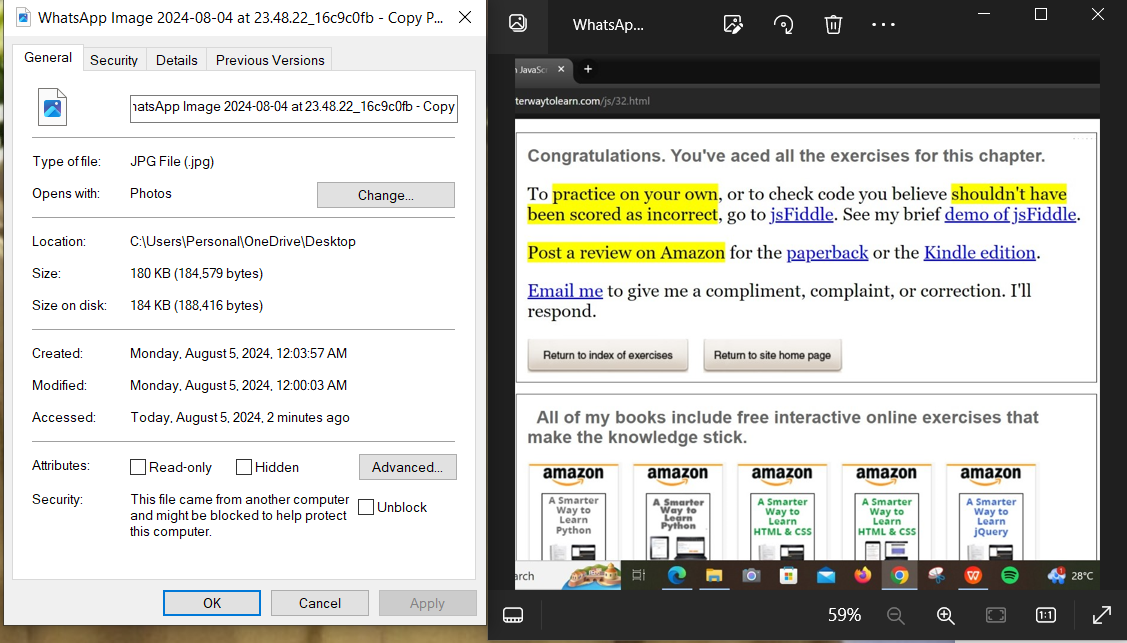 WhatsApp Image 2024-08-04 at 23.48.22_16c9c0fb - Copy P...
General
Security
Details
Previous Versions
hatsApp Image 2024-08-04 at 23.48.22_16c9c0fb - Copy
Type of file:
JPG File (.jpg)
Opens with:
Photos
Change...
Location:
C:\Users\Personal\OneDrive\Desktop
Size:
180 KB (184,579 bytes)
Size on disk:
184 KB (188,416 bytes)
Created:
Monday, August 5, 2024, 12:03:57 AM
Modified:
Monday, August 5, 2024, 12:00:03 AM
Accessed:
Today, August 5, 2024, 2 minutes ago
Attributes:
Read-only
Hidden
Advanced...
Security:
This file came from another computer
and might be blocked to help protect
this computer.
Unblock
OK
Cancel
Apply
WhatsAp...
n JavaSc
terwaytolearn.com/js/32.html
Congratulations. You've aced all the exercises for this chapter.
To practice on your own, or to check code you believe shouldn't have
been scored as incorrect, go to jsFiddle. See my brief demo of jsFiddle.
Post a review on Amazon for the paperback or the Kindle edition.
Email me to give me a compliment, complaint, or correction. I'll
respond.
Return to index of exercises
Return to site home page
All of my books include free interactive online exercises that
make the knowledge stick.
amazon
A Smarter
Way to
Learn
Python
amazon
A Smarter
Way to
Learn
Python
amazon
A Smarter
Way to
Learn
HTML & CSS
amazon
A Smarter
Way to
Learn
HTML & CSS
amazon
A Smarter
Way to
Learn
jQuery
arch
28°C
59%
1:1